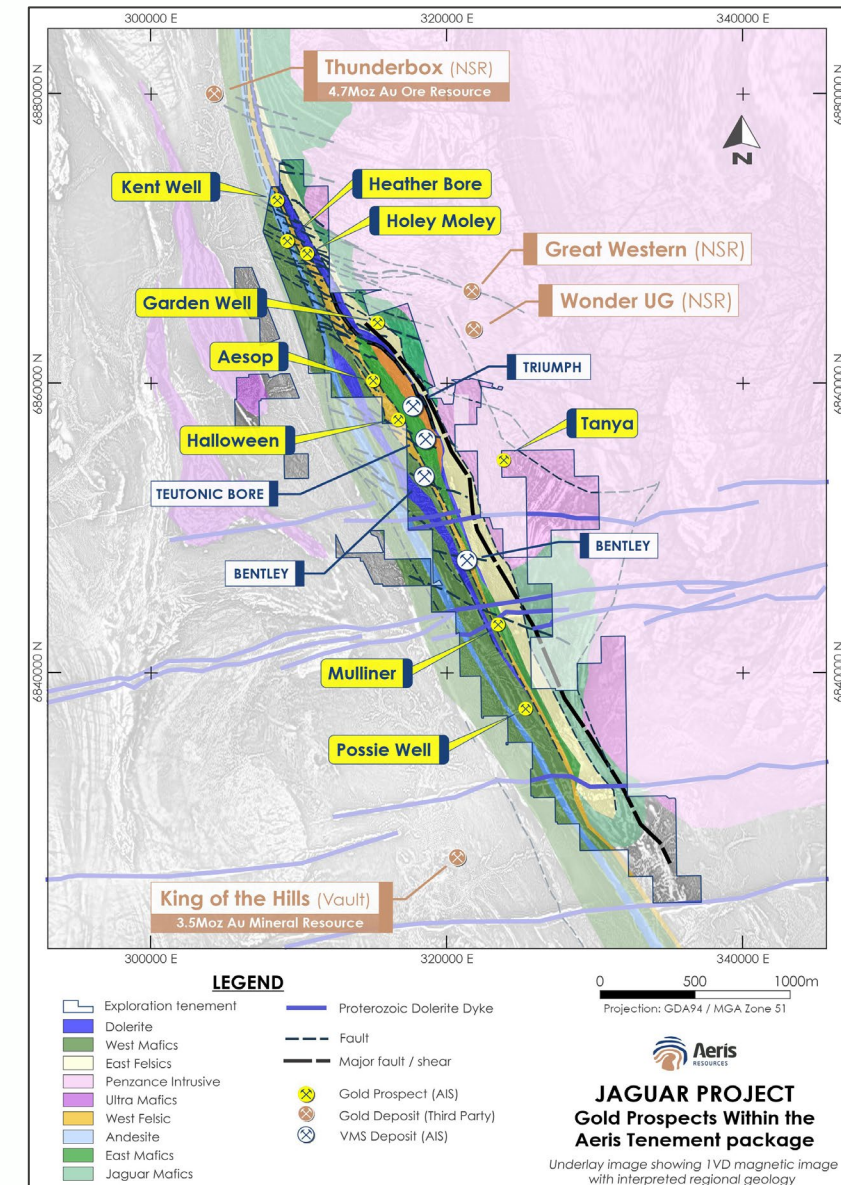 300000 E
320000 E
340000 E
6880000 N
6880000 N
Thunderbox (NSR)
4.7Moz Au Ore Resource
N
Kent Well
Heather Bore
Holey Moley
Great Western (NSR)
Wonder UG (NSR)
Garden Well
Aesop
TRIUMPH
6860000 N
6860000 N
Halloween
Tanya
TEUTONIC BORE
BENTLEY
BENTLEY
Mulliner
6840000 N
6840000 N
Possie Well
King of the Hills (Vault)
3.5Moz Au Mineral Resource
300000 E
320000 E
340000 E
LEGEND
Exploration tenement
Dolerite
West Mafics
East Felsics
Penzance Intrusive
Ultra Mafics
West Felsic
Andesite
East Mafics
Jaguar Mafics
Proterozoic Dolerite Dyke
Fault
Major fault / shear
Gold Prospect (AIS)
Gold Deposit (Third Party)
VMS Deposit (AIS)
0 500 1000m
Projection: GDA94 / MGA Zone 51
Aeris
RESOURCES
JAGUAR PROJECT
Gold Prospects Within the
Aeris Tenement package
Underlay image showing 1VD magnetic image
with interpreted regional geology